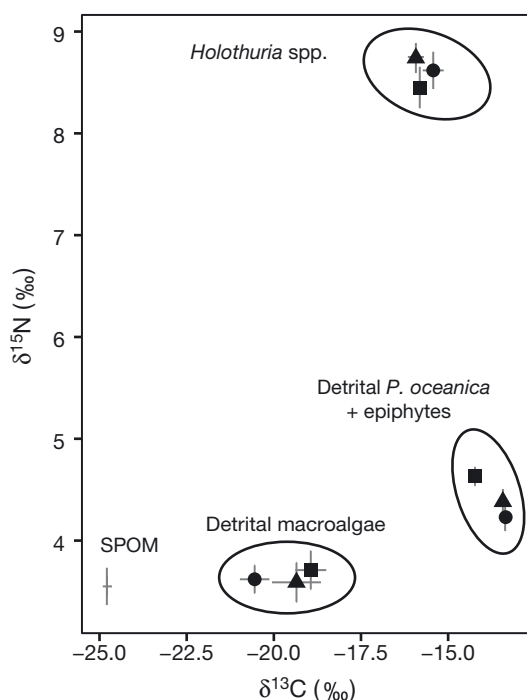 9
Holothuria spp.
8
7
δ¹⁵N (‰)
6
Detrital P. oceanica
+ epiphytes
5
Detrital macroalgae
SPOM
4
−25.0 −22.5 −20.0 −17.5 −15.0
δ¹³C (‰)